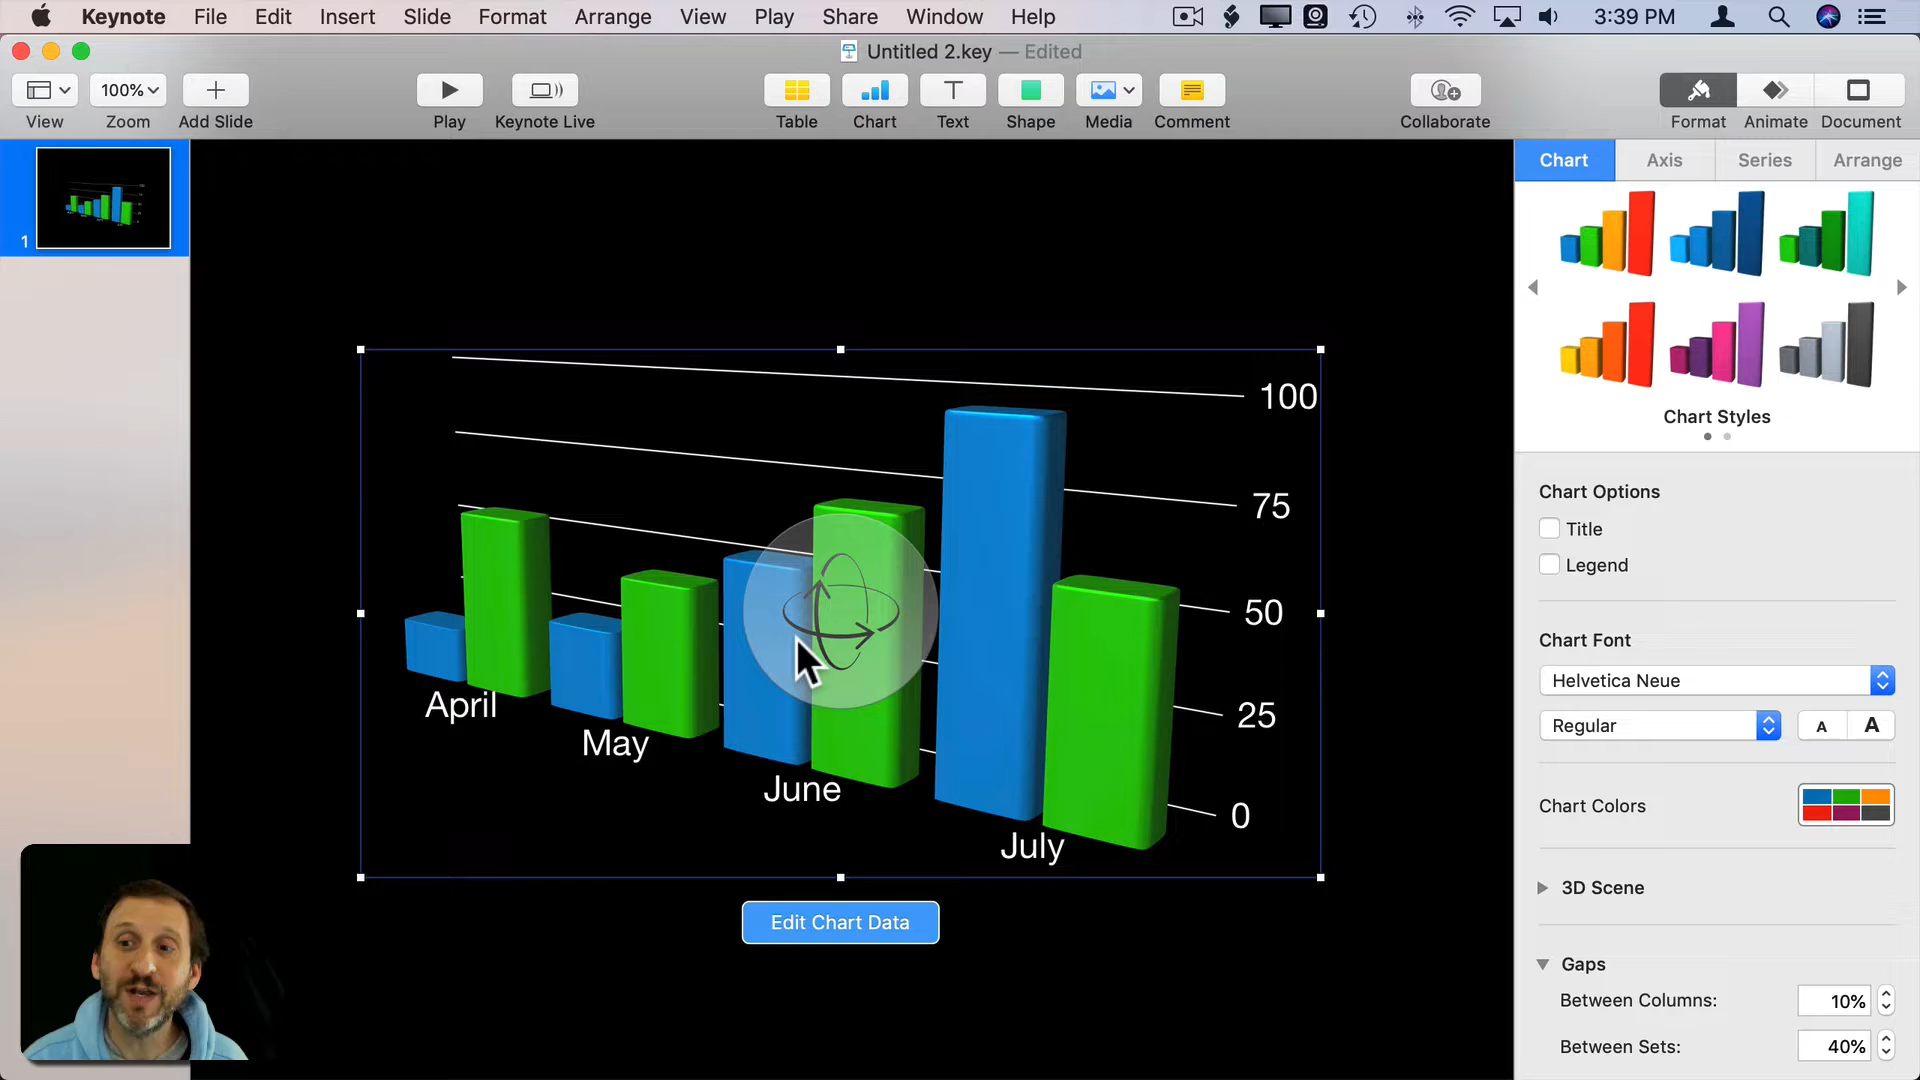 Keynote File Edit Insert Slide Format Arrange View Play Share Window Help 3:39 PM
Untitled 2.key — Edited
100%
View Zoom Add Slide Play Keynote Live Table Chart Text Shape Media Comment Collaborate Format Animate Document
Chart Axis Series Arrange
1
100
75
50
25
0
April
May
June
July
Edit Chart Data
Chart Styles
Chart Options
Title
Legend
Chart Font
Helvetica Neue
Regular A A
Chart Colors
3D Scene
Gaps
Between Columns: 10%
Between Sets: 40%